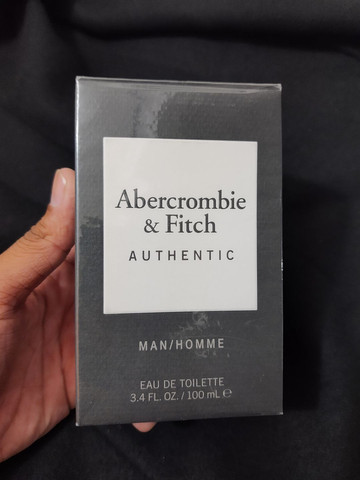 Abercrombie
& Fitch
AUTHENTIC
MAN/HOMME
EAU DE TOILETTE
3.4 FL. OZ. / 100 mL ℮